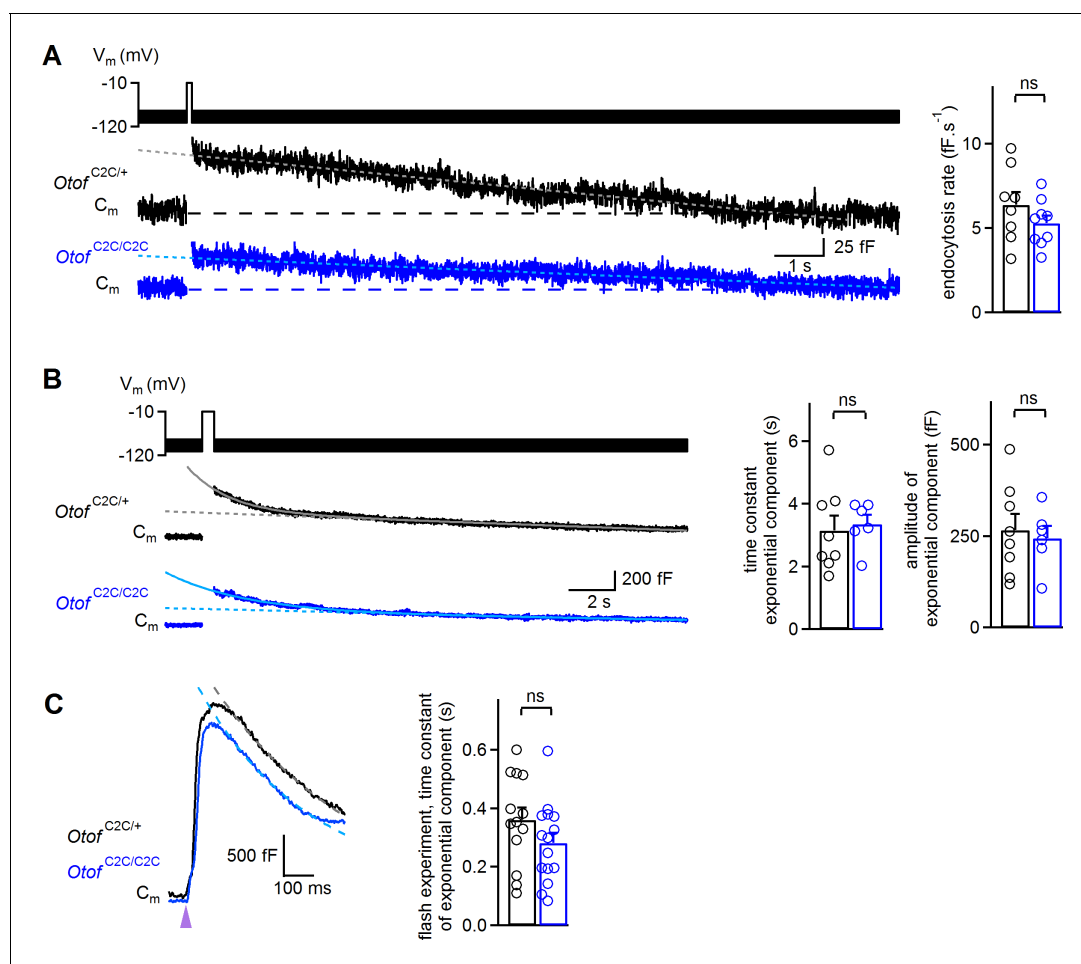 A
V_m (mV)
-10
-120
Otof^C2C/+
C_m
Otof^C2C/C2C
C_m
25 fF
1 s
ns
endocytosis rate (fF.s^-1)
10
5
0
B
V_m (mV)
-10
-120
Otof^C2C/+
C_m
Otof^C2C/C2C
C_m
200 fF
2 s
ns
time constant
exponential component (s)
6
4
2
0
ns
amplitude of
exponential component (fF)
500
250
0
C
Otof^C2C/+
Otof^C2C/C2C
C_m
500 fF
100 ms
ns
flash experiment, time constant
of exponential component (s)
0.6
0.4
0.2
0.0